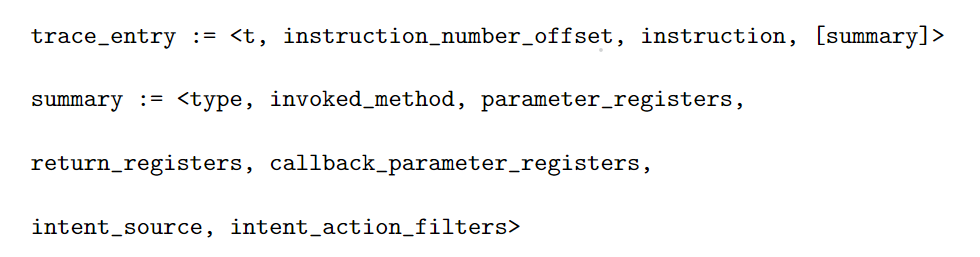 trace_entry := <t, instruction_number_offset, instruction, [summary]>
summary := <type, invoked_method, parameter_registers,
return_registers, callback_parameter_registers,
intent_source, intent_action_filters>